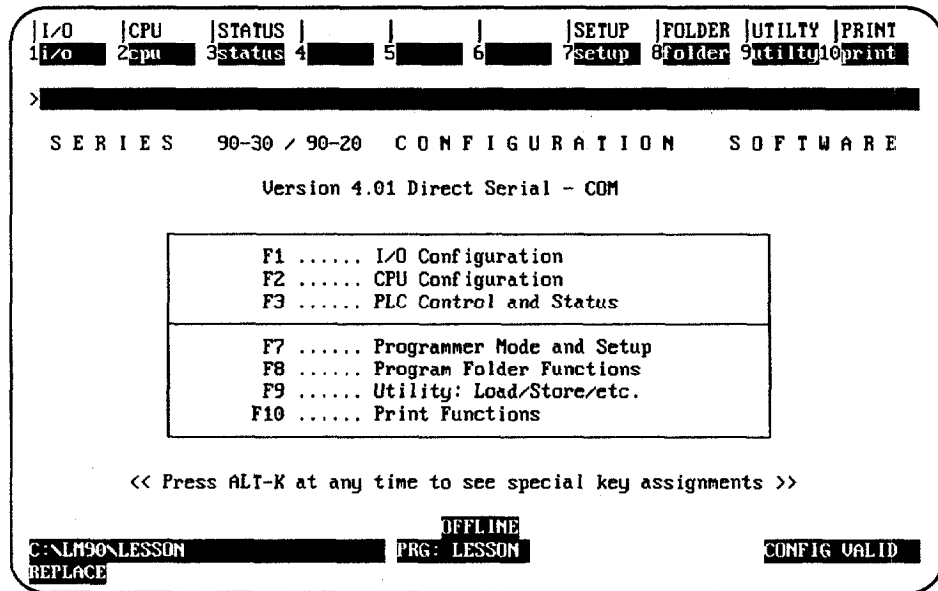 |I/O |CPU |STATUS | | | |SETUP |FOLDER |UTILTY |PRINT
1i/o 2cpu 3status 4 5 6 7setup 8folder 9utilty10print
>
S E R I E S 90-30 / 90-20 C O N F I G U R A T I O N S O F T W A R E
Version 4.01 Direct Serial - COM
F1 ...... I/O Configuration
F2 ...... CPU Configuration
F3 ...... PLC Control and Status
F7 ...... Programmer Mode and Setup
F8 ...... Program Folder Functions
F9 ...... Utility: Load/Store/etc.
F10 ...... Print Functions
<< Press ALT-K at any time to see special key assignments >>
OFFLINE
C:\LM90\LESSON PRG: LESSON CONFIG VALID
REPLACE